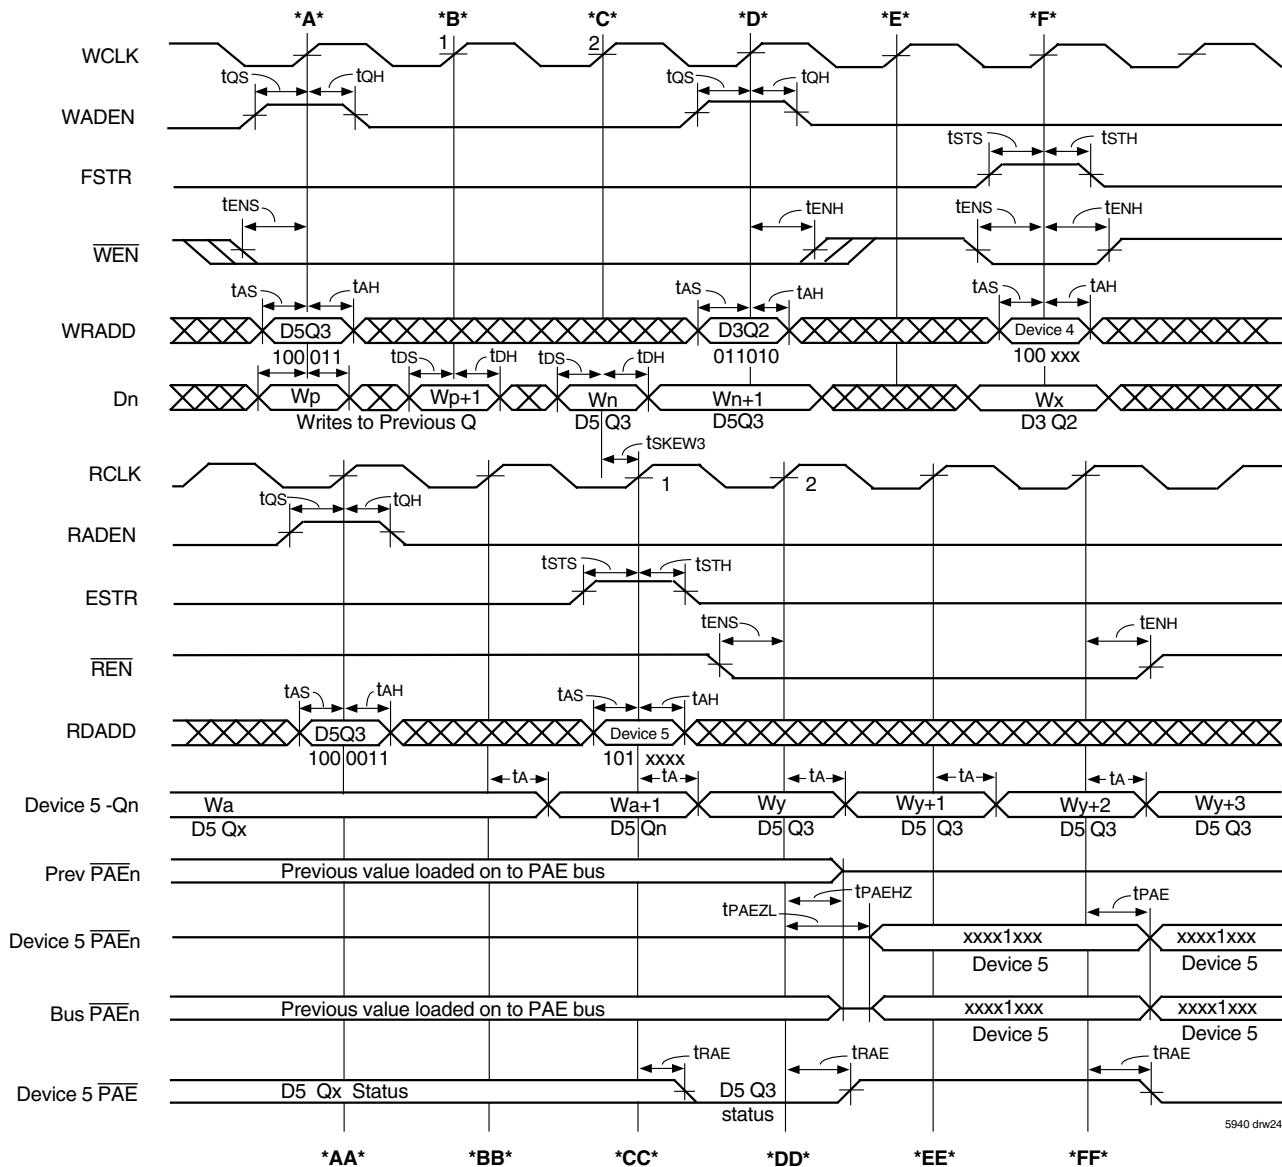 *A* *B* *C* *D* *E* *F*
WCLK 1 2
tQS tQH tQS tQH
WADEN
tSTS tSTH
FSTR
tENS tENH tENS tENH
WEN
tAS tAH tAS tAH tAS tAH
WRADD D5Q3 D3Q2 Device 4
100 011 011010 100 xxx
tDS tDH tDS tDH
Dn Wp Wp+1 Wn Wn+1 Wx
Writes to Previous Q D5 Q3 D5Q3 D3 Q2
tSKEW3
RCLK 1 2
tQS tQH
RADEN
tSTS tSTH
ESTR
tENS tENH
REN
tAS tAH tAS tAH
RDADD D5Q3 Device 5
100 0011 101 xxxx
tA tA tA tA tA
Device 5 -Qn Wa Wa+1 Wy Wy+1 Wy+2 Wy+3
D5 Qx D5 Qn D5 Q3 D5 Q3 D5 Q3 D5 Q3
Prev PAEn Previous value loaded on to PAE bus
tPAEHZ tPAE
tPAEZL
Device 5 PAEn xxxx1xxx xxxx1xxx
Device 5 Device 5
Bus PAEn Previous value loaded on to PAE bus xxxx1xxx xxxx1xxx
Device 5 Device 5
tRAE tRAE tRAE
Device 5 PAE D5 Qx Status D5 Q3
status
5940 drw24
*AA* *BB* *CC* *DD* *EE* *FF*